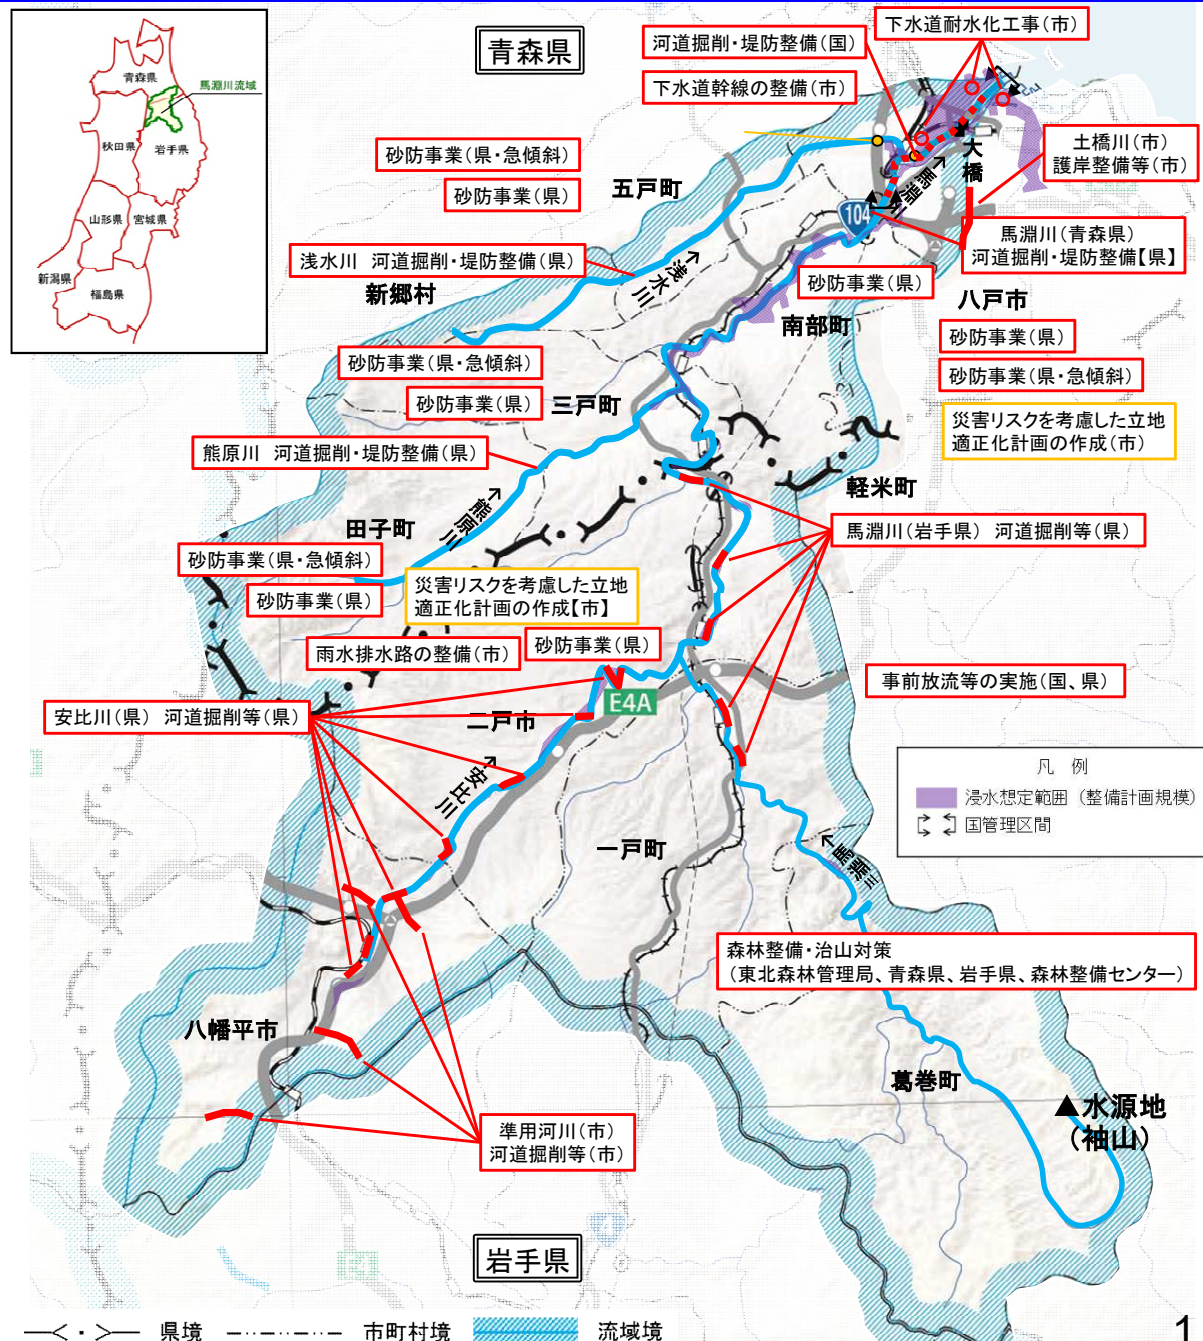 青森県
馬淵川流域
秋田県
岩手県
山形県
宮城県
新潟県
福島県
青森県
下水道耐水化工事(市)
河道掘削・堤防整備(国)
下水道幹線の整備(市)
砂防事業(県・急傾斜)
砂防事業(県)
五戸町
大橋
土橋川(市)
護岸整備等(市)
馬淵川
104
馬淵川(青森県)
河道掘削・堤防整備【県】
浅水川 河道掘削・堤防整備(県)
浅水川
新郷村
砂防事業(県)
八戸市
南部町
砂防事業(県)
砂防事業(県・急傾斜)
砂防事業(県・急傾斜)
砂防事業(県)
三戸町
災害リスクを考慮した立地
適正化計画の作成(市)
熊原川 河道掘削・堤防整備(県)
軽米町
熊原川
田子町
馬淵川(岩手県) 河道掘削等(県)
砂防事業(県・急傾斜)
砂防事業(県)
災害リスクを考慮した立地
適正化計画の作成【市】
雨水排水路の整備(市)
砂防事業(県)
事前放流等の実施(国、県)
E4A
安比川(県) 河道掘削等(県)
二戸市
安比川
凡 例
浸水想定範囲 (整備計画規模)
国管理区間
一戸町
馬淵川
森林整備・治山対策
(東北森林管理局、青森県、岩手県、森林整備センター)
八幡平市
葛巻町
▲水源地
(袖山)
準用河川(市)
河道掘削等(市)
岩手県
県境
市町村境
流域境
1